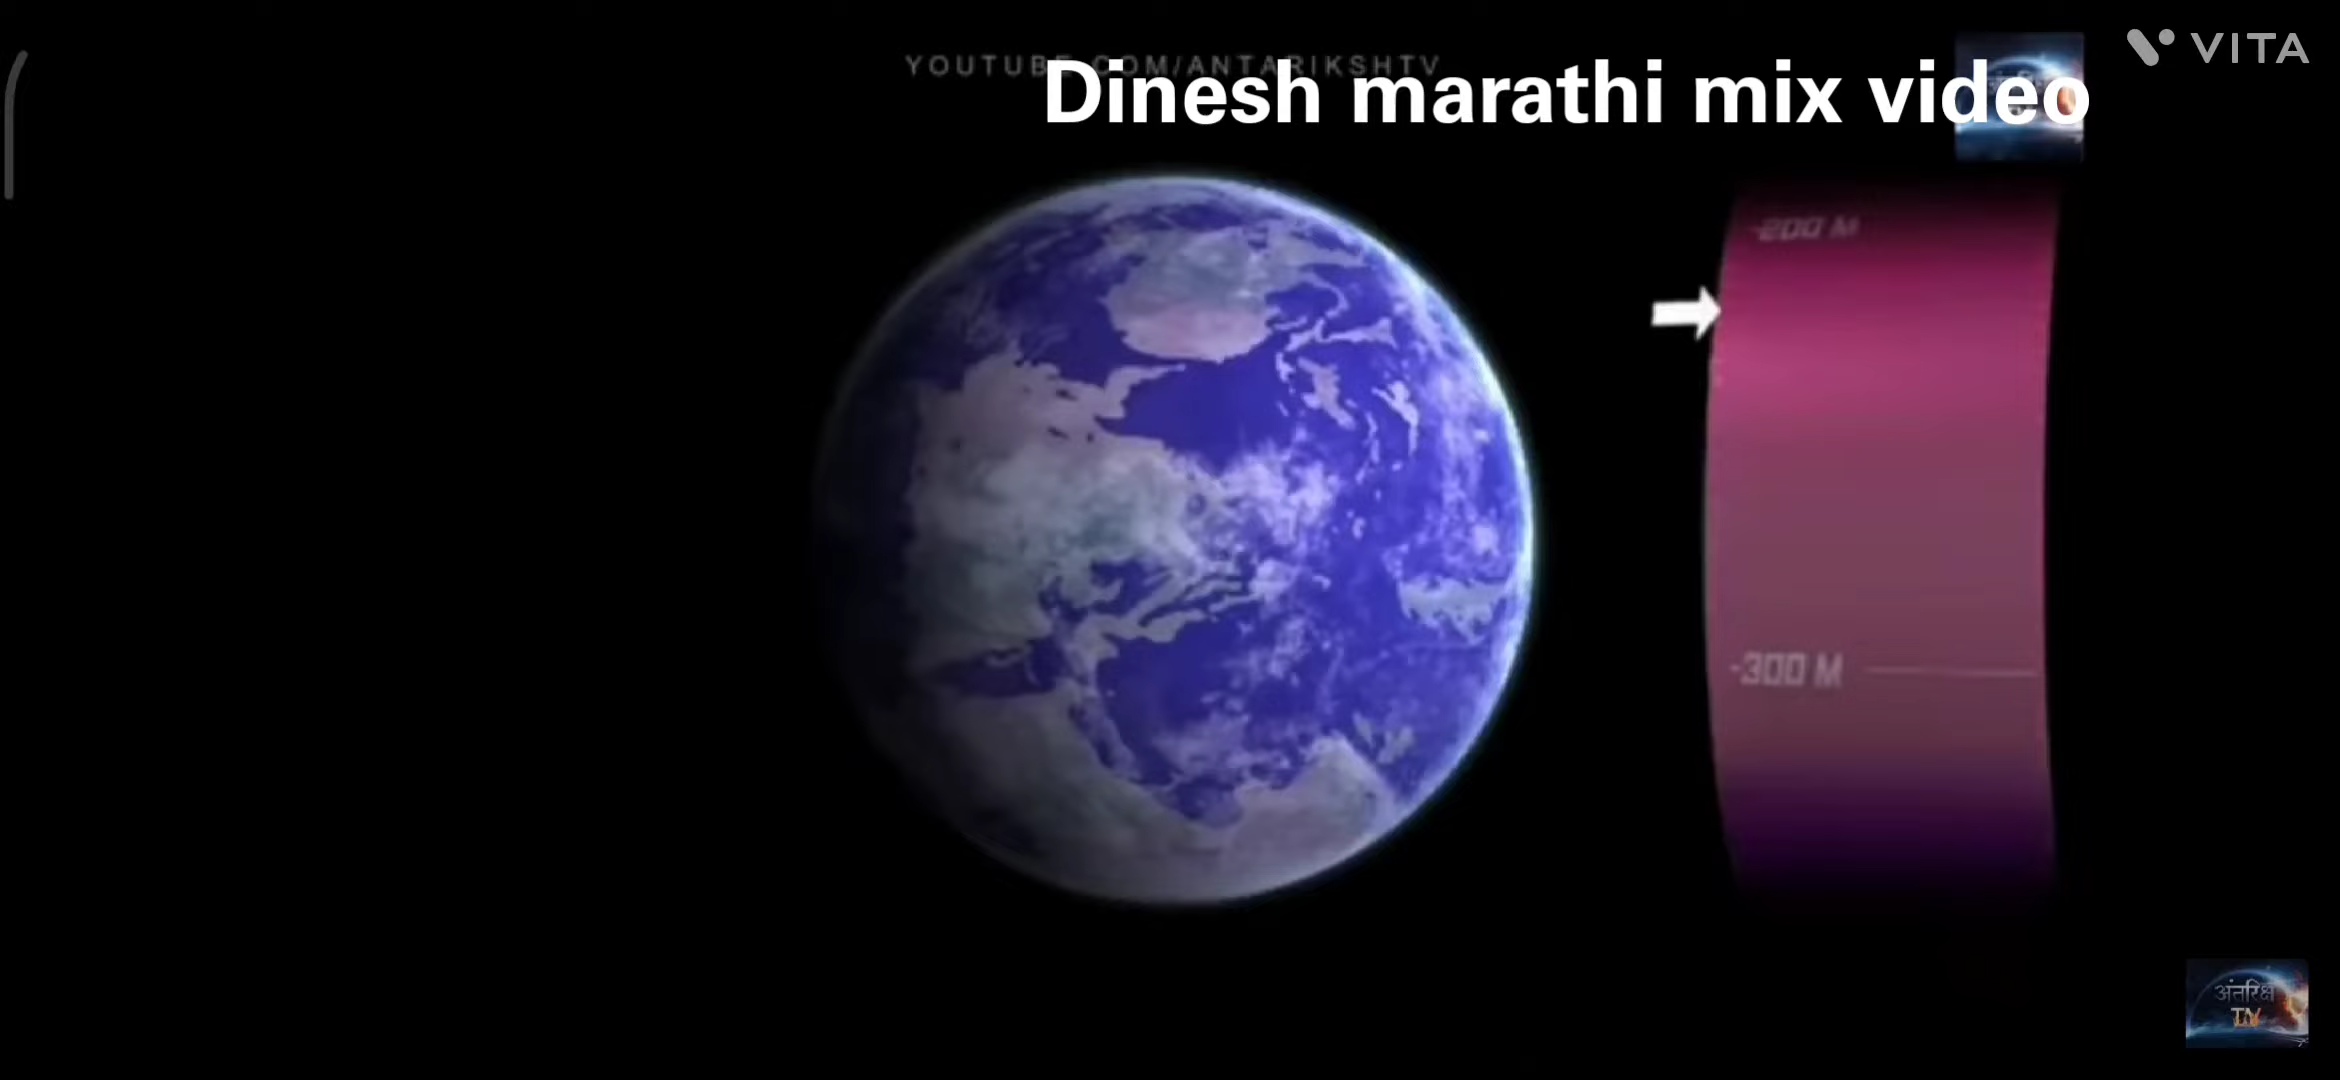 YOUTUBE.COM/ANTARIKSHTV
Dinesh marathi mix video
VITA
-200 M
-300 M
अंतरिक्ष
TV